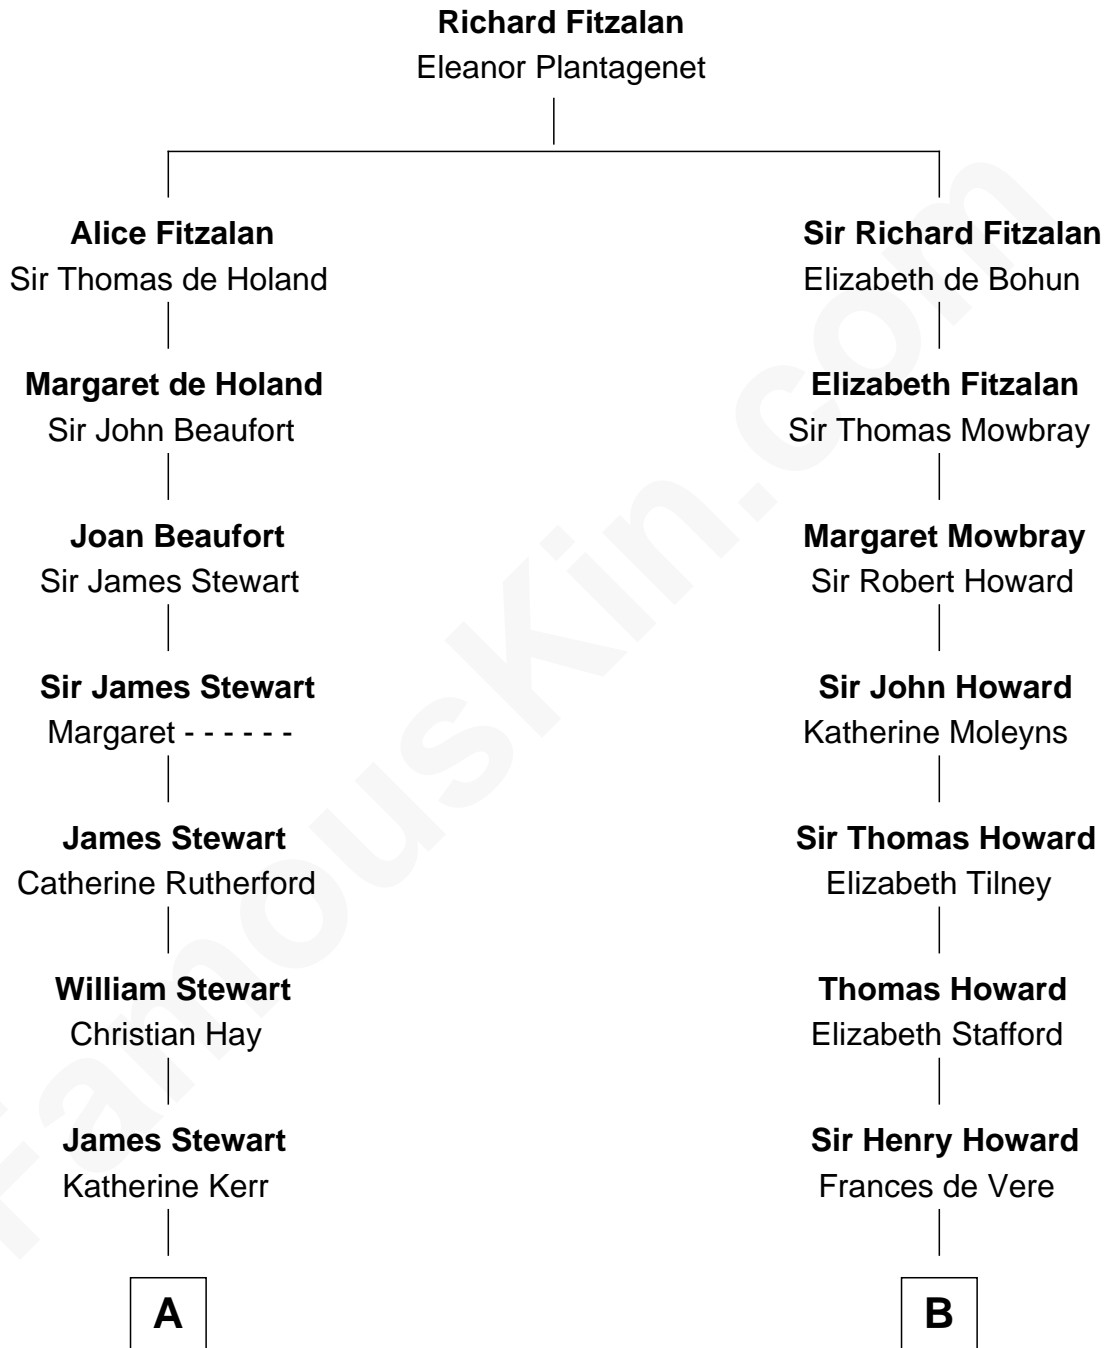 Richard Fitzalan
Eleanor Plantagenet
Alice Fitzalan
Sir Thomas de Holand
Margaret de Holand
Sir John Beaufort
Joan Beaufort
Sir James Stewart
Sir James Stewart
Margaret - - - - - -
James Stewart
Catherine Rutherford
William Stewart
Christian Hay
James Stewart
Katherine Kerr
A
Sir Richard Fitzalan
Elizabeth de Bohun
Elizabeth Fitzalan
Sir Thomas Mowbray
Margaret Mowbray
Sir Robert Howard
Sir John Howard
Katherine Moleyns
Sir Thomas Howard
Elizabeth Tilney
Thomas Howard
Elizabeth Stafford
Sir Henry Howard
Frances de Vere
B
FamousKin.com